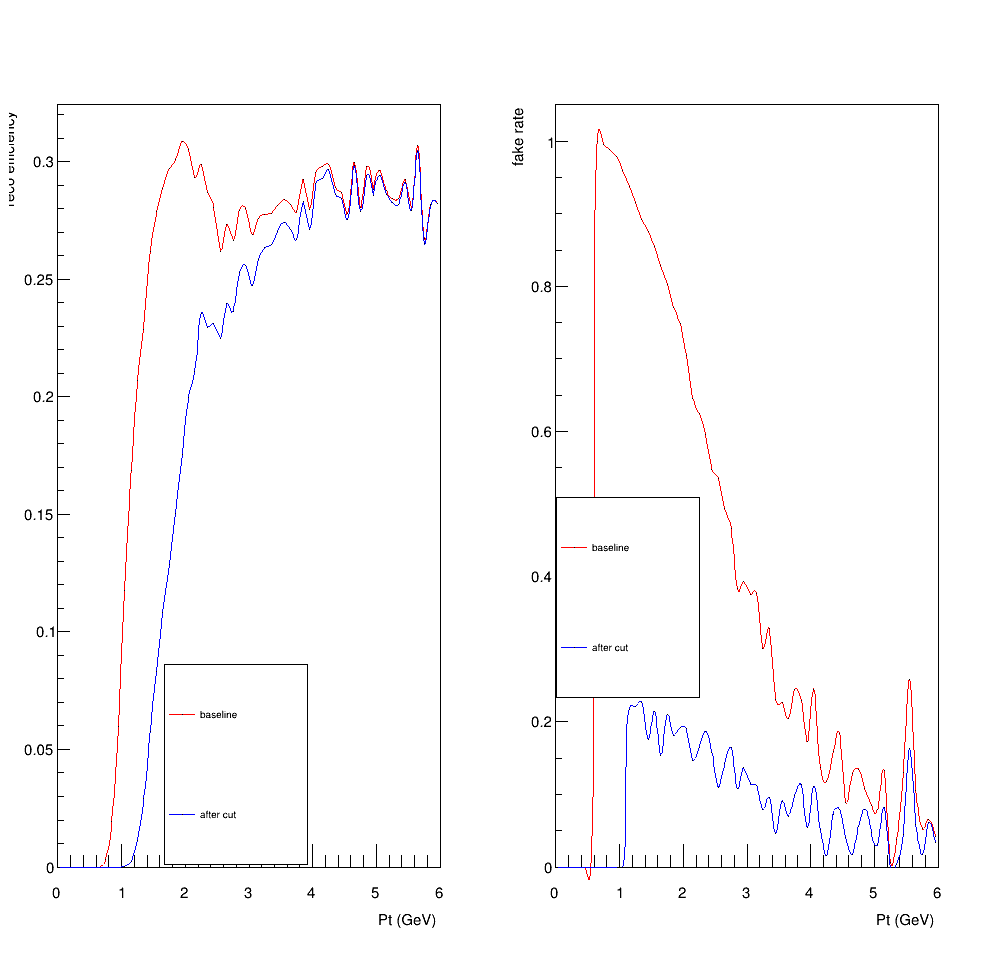 reco efficiency
0.3
0.25
0.2
0.15
0.1
0.05
0
baseline
after cut
0 1 2 3 4 5 6
Pt (GeV)
fake rate
1
0.8
0.6
0.4
0.2
0
baseline
after cut
0 1 2 3 4 5 6
Pt (GeV)